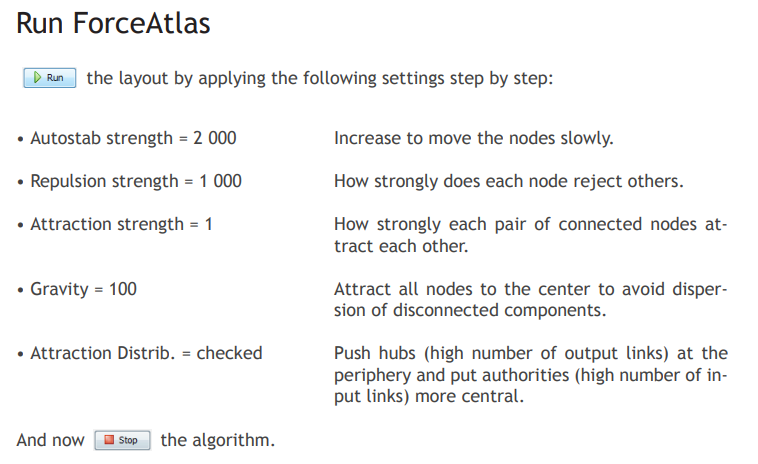 Run ForceAtlas
Run the layout by applying the following settings step by step:
• Autostab strength = 2 000 Increase to move the nodes slowly.
• Repulsion strength = 1 000 How strongly does each node reject others.
• Attraction strength = 1 How strongly each pair of connected nodes at-
tract each other.
• Gravity = 100 Attract all nodes to the center to avoid disper-
sion of disconnected components.
• Attraction Distrib. = checked Push hubs (high number of output links) at the
periphery and put authorities (high number of in-
put links) more central.
And now Stop the algorithm.